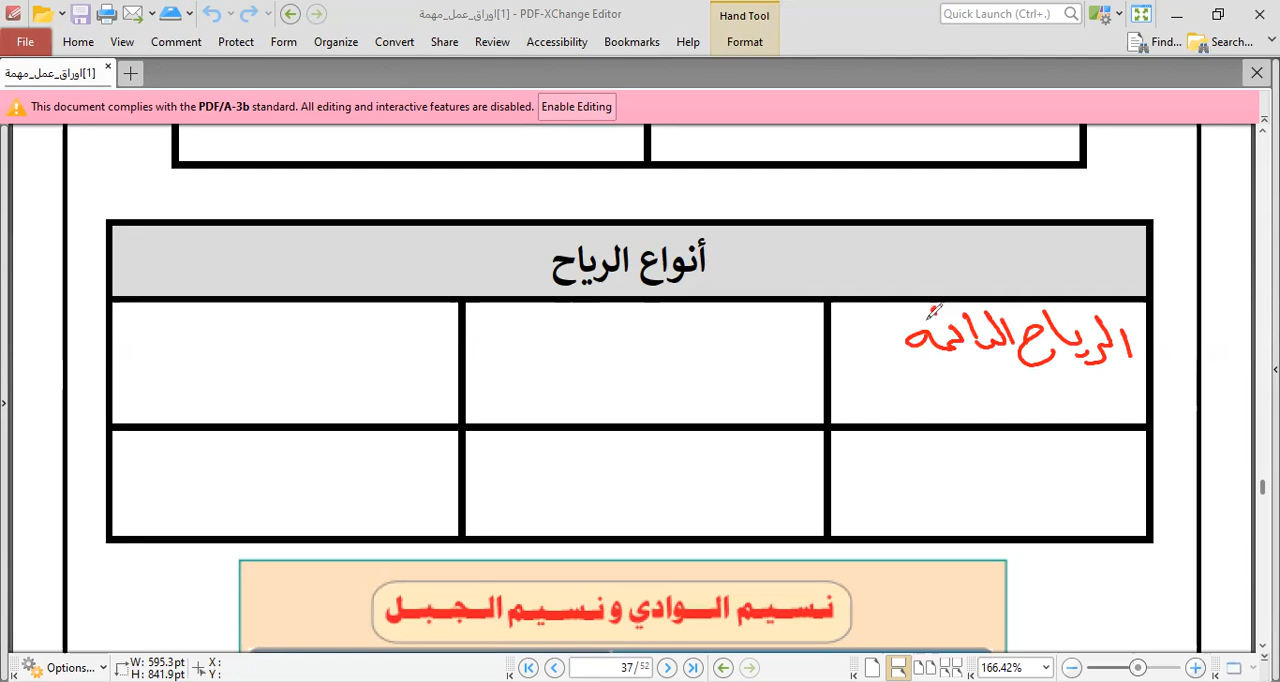 [1]اوراق_عمل_مهمة - PDF-XChange Editor
Hand Tool
Quick Launch (Ctrl+.)
File Home View Comment Protect Form Organize Convert Share Review Accessibility Bookmarks Help Format
Find...
Search...
[1]اوراق_عمل_مهمة
This document complies with the PDF/A-3b standard. All editing and interactive features are disabled. Enable Editing
أنواع الرياح
الرياح الدائمه
نسيم الوادي و نسيم الجبل
Options...
W: 595.3pt
H: 841.9pt
X:
Y:
37 / 52
166.42%